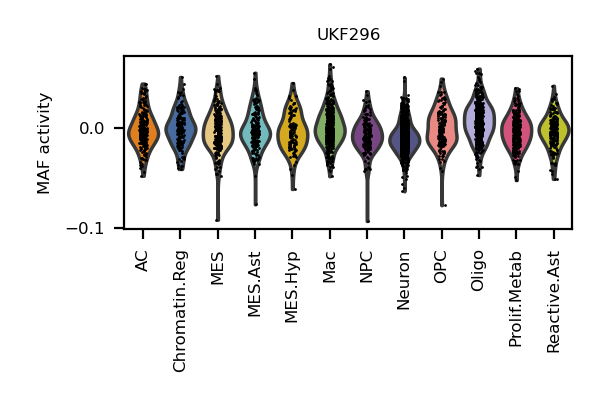 UKF296
MAF activity
0.0
−0.1
AC
Chromatin.Reg
MES
MES.Ast
MES.Hyp
Mac
NPC
Neuron
OPC
Oligo
Prolif.Metab
Reactive.Ast